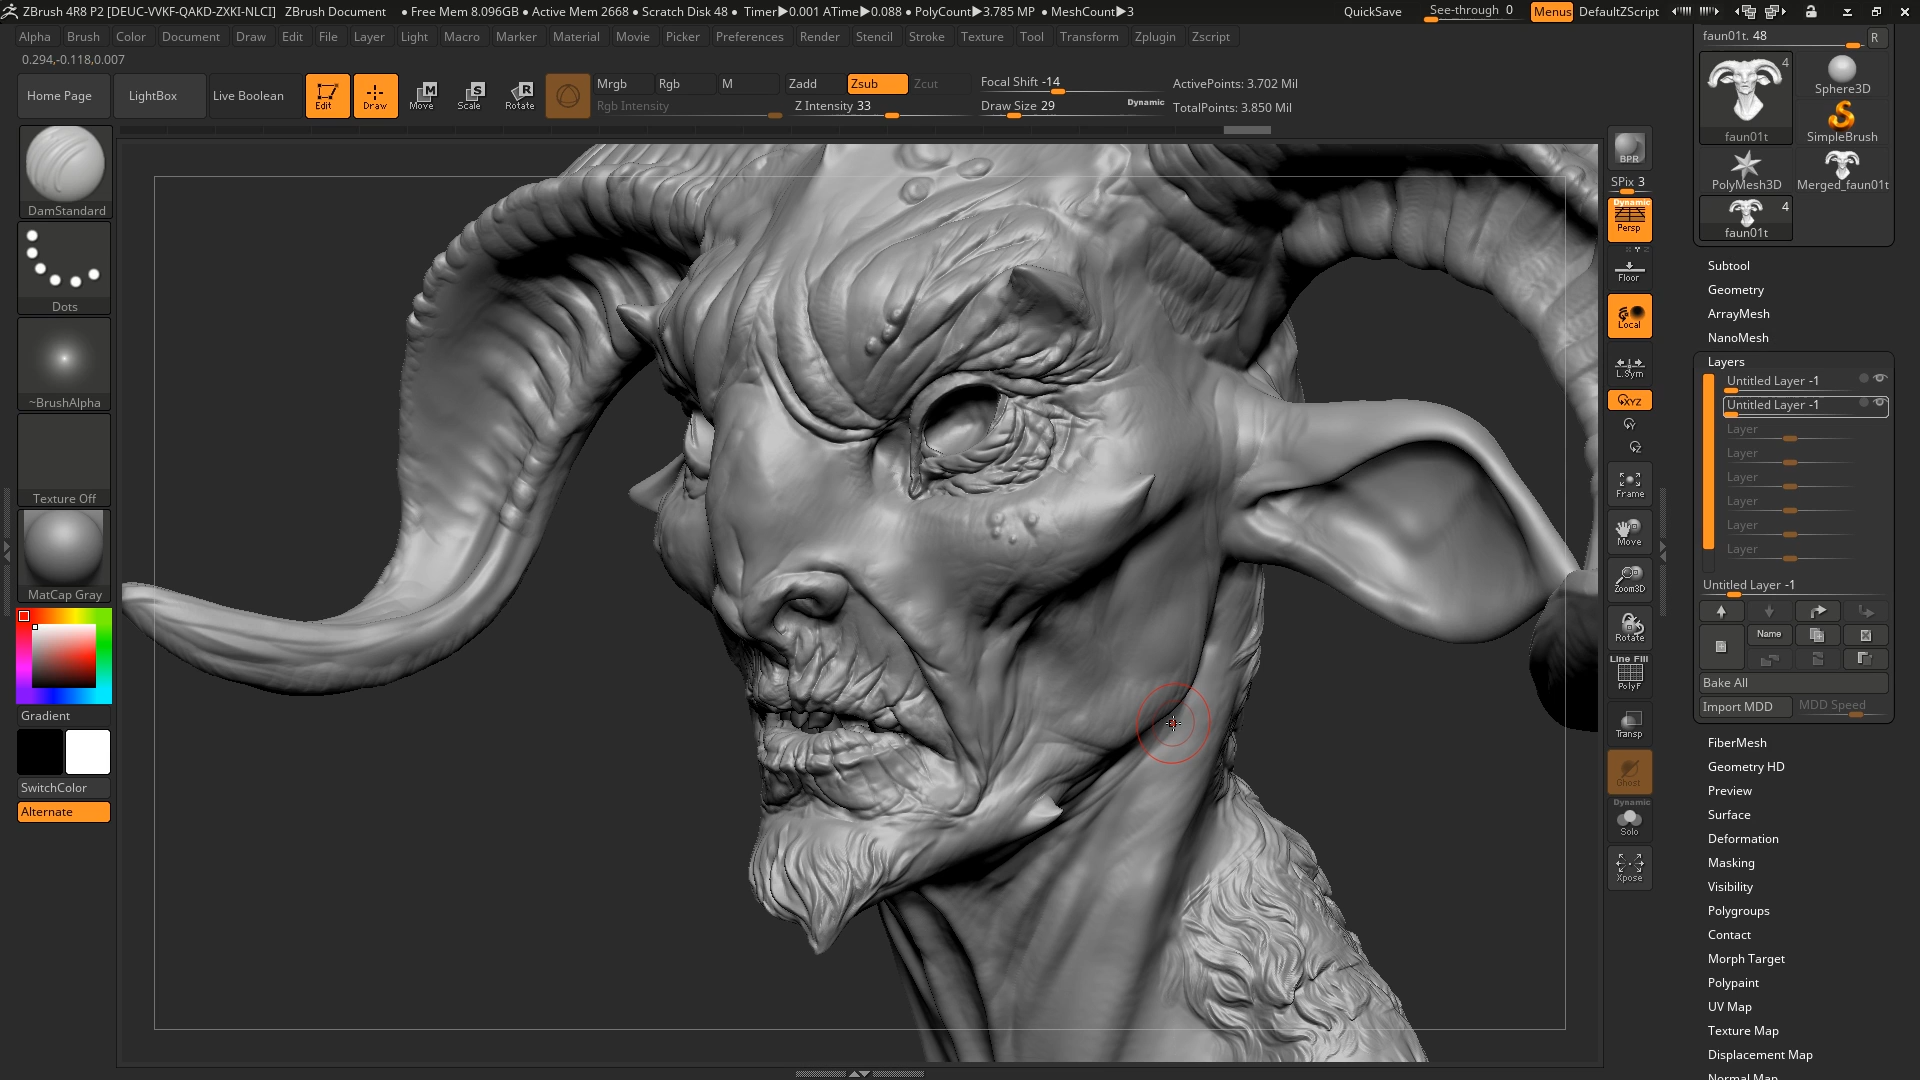 ZBrush 4R8 P2 [DEUC-VVKF-QAKD-ZXKI-NLCI] ZBrush Document • Free Mem 8.096GB • Active Mem 2668 • Scratch Disk 48 • Timer▶0.001 ATime▶0.088 • PolyCount▶3.785 MP • MeshCount▶3 QuickSave See-through 0 Menus DefaultZScript
Alpha Brush Color Document Draw Edit File Layer Light Macro Marker Material Movie Picker Preferences Render Stencil Stroke Texture Tool Transform Zplugin Zscript
0.294,-0.118,0.007
Home Page LightBox Live Boolean Edit Draw Move Scale Rotate
Mrgb Rgb M Zadd Zsub Zcut Focal Shift -14 ActivePoints: 3.702 Mil
Rgb Intensity Z Intensity 33 Draw Size 29 Dynamic TotalPoints: 3.850 Mil
DamStandard
Dots
~BrushAlpha
Texture Off
MatCap Gray
Gradient
SwitchColor
Alternate
BPR
SPix 3
Dynamic
Persp
Floor
Local
L.Sym
XYZ
Frame
Move
Zoom3D
Rotate
Line Fill
PolyF
Transp
Ghost
Dynamic
Solo
Xpose
faun01t. 48 R
4
faun01t
Sphere3D
SimpleBrush
PolyMesh3D
Merged_faun01t
4
faun01t
Subtool
Geometry
ArrayMesh
NanoMesh
Layers
Untitled Layer -1
Untitled Layer -1
Layer
Layer
Layer
Layer
Layer
Layer
Untitled Layer -1
Name
Bake All
Import MDD MDD Speed
FiberMesh
Geometry HD
Preview
Surface
Deformation
Masking
Visibility
Polygroups
Contact
Morph Target
Polypaint
UV Map
Texture Map
Displacement Map
Normal Map